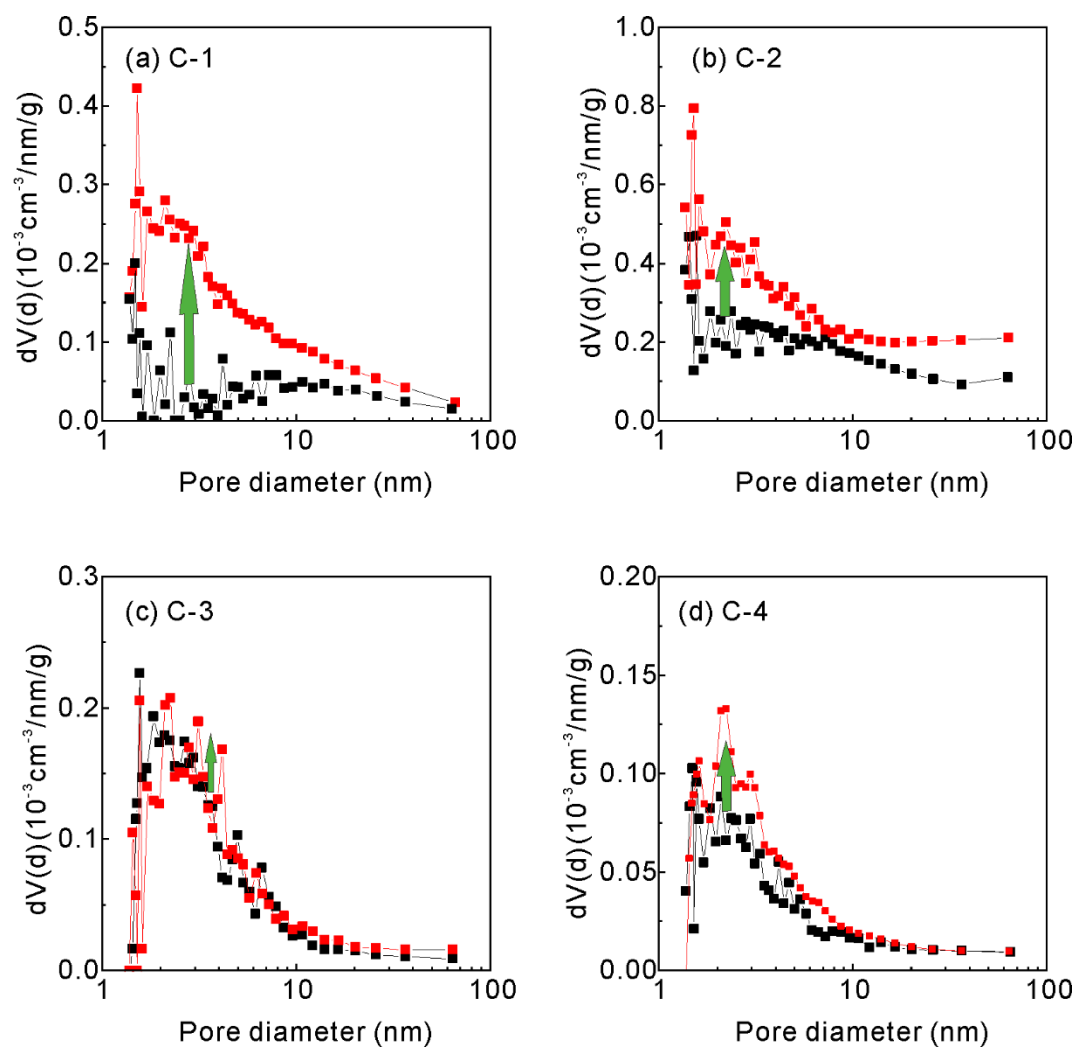 (a) C-1
0.5
0.4
0.3
0.2
0.1
0.0
dV(d)(10⁻³cm⁻³/nm/g)
1
10
100
Pore diameter (nm)
(b) C-2
1.0
0.8
0.6
0.4
0.2
0.0
dV(d)(10⁻³cm⁻³/nm/g)
1
10
100
Pore diameter (nm)
(c) C-3
0.3
0.2
0.1
0.0
dV(d)(10⁻³cm⁻³/nm/g)
1
10
100
Pore diameter (nm)
(d) C-4
0.20
0.15
0.10
0.05
0.00
dV(d)(10⁻³cm⁻³/nm/g)
1
10
100
Pore diameter (nm)